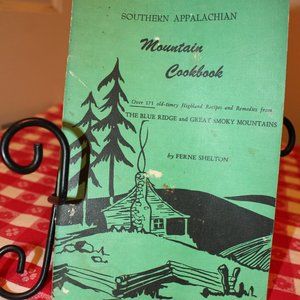 SOUTHERN APPALACHIAN
Mountain
Cookbook
Over 175 old-timey Highland Recipes and Remedies from
THE BLUE RIDGE and GREAT SMOKY MOUNTAINS
by FERNE SHELTON